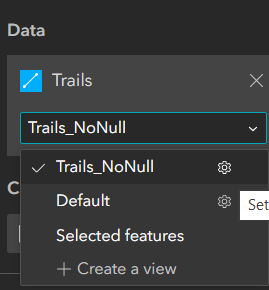 Data
Trails
Trails_NoNull
Trails_NoNull
Default
Set
Selected features
C
+ Create a view